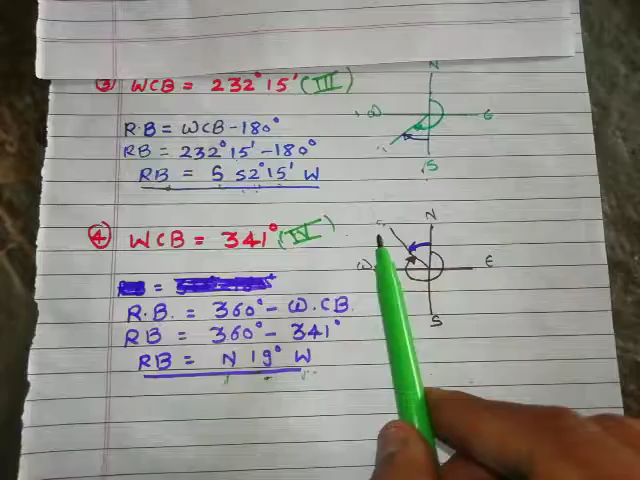 ③ WCB = 232° 15' (III)
N
W E
S
R.B = WCB - 180°
RB = 232° 15' - 180°
RB = S 52° 15' W
④ WCB = 341° (IV)
N
W E
S
=
R.B. = 360° - W.CB.
RB = 360° - 341°
RB = N 19° W